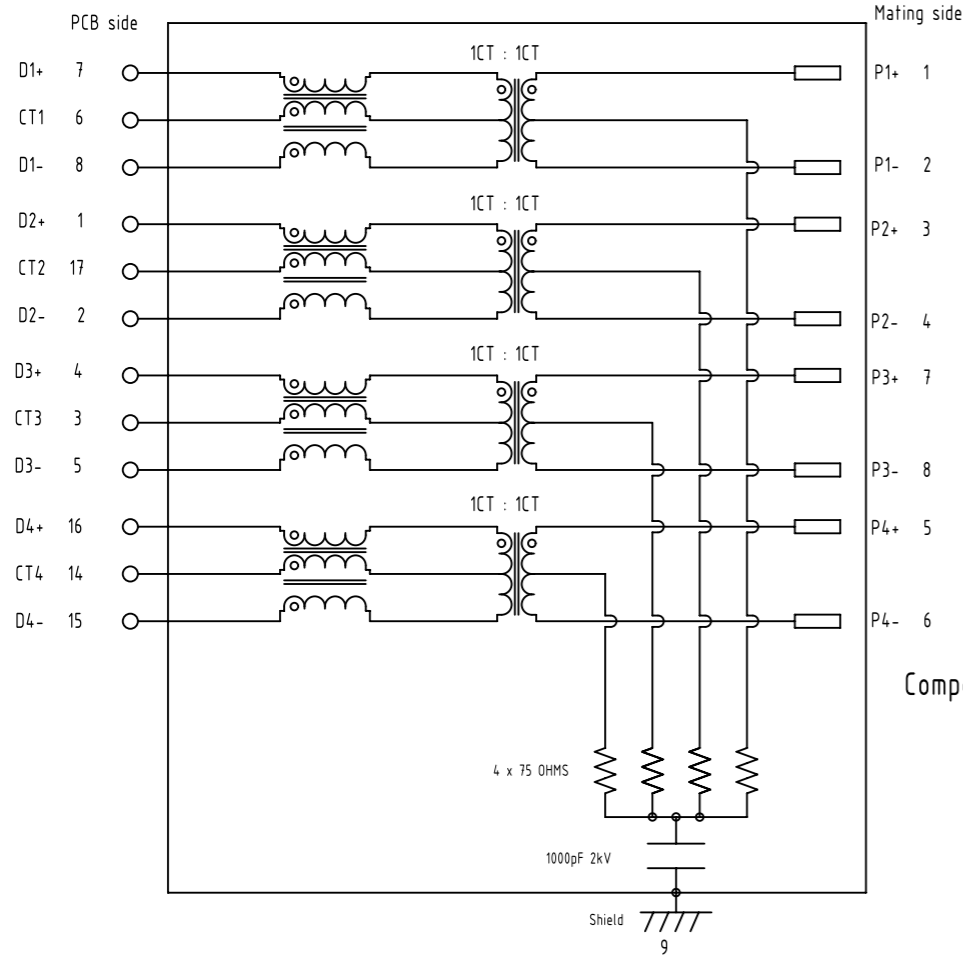 PCB side
Mating side
1CT : 1CT
D1+ 7
P1+ 1
CT1 6
D1- 8
P1- 2
1CT : 1CT
D2+ 1
P2+ 3
CT2 17
D2- 2
P2- 4
1CT : 1CT
D3+ 4
P3+ 7
CT3 3
D3- 5
P3- 8
1CT : 1CT
D4+ 16
P4+ 5
CT4 14
D4- 15
P4- 6
4 x 75 OHMS
1000pF 2kV
Shield
9